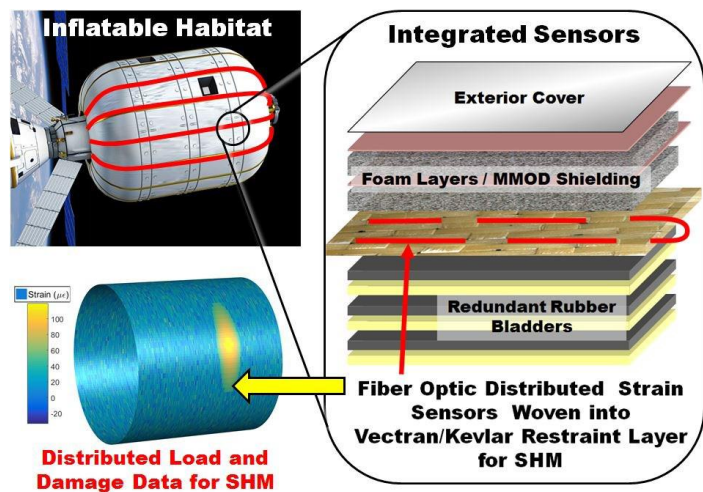 Inflatable Habitat
Integrated Sensors
Exterior Cover
Foam Layers / MMOD Shielding
Redundant Rubber
Bladders
Fiber Optic Distributed Strain
Sensors Woven into
Vectran/Kevlar Restraint Layer
for SHM
Strain (με)
100
80
60
40
20
0
-20
Distributed Load and
Damage Data for SHM